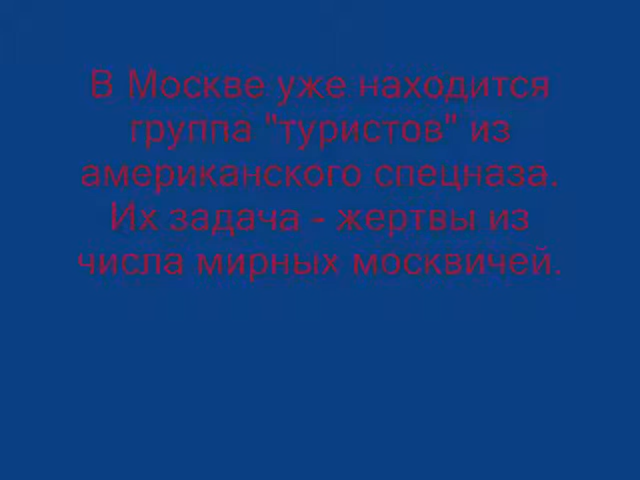 В Москве уже находится
группа "туристов" из
американского спецназа.
Их задача - жертвы из
числа мирных москвичей.